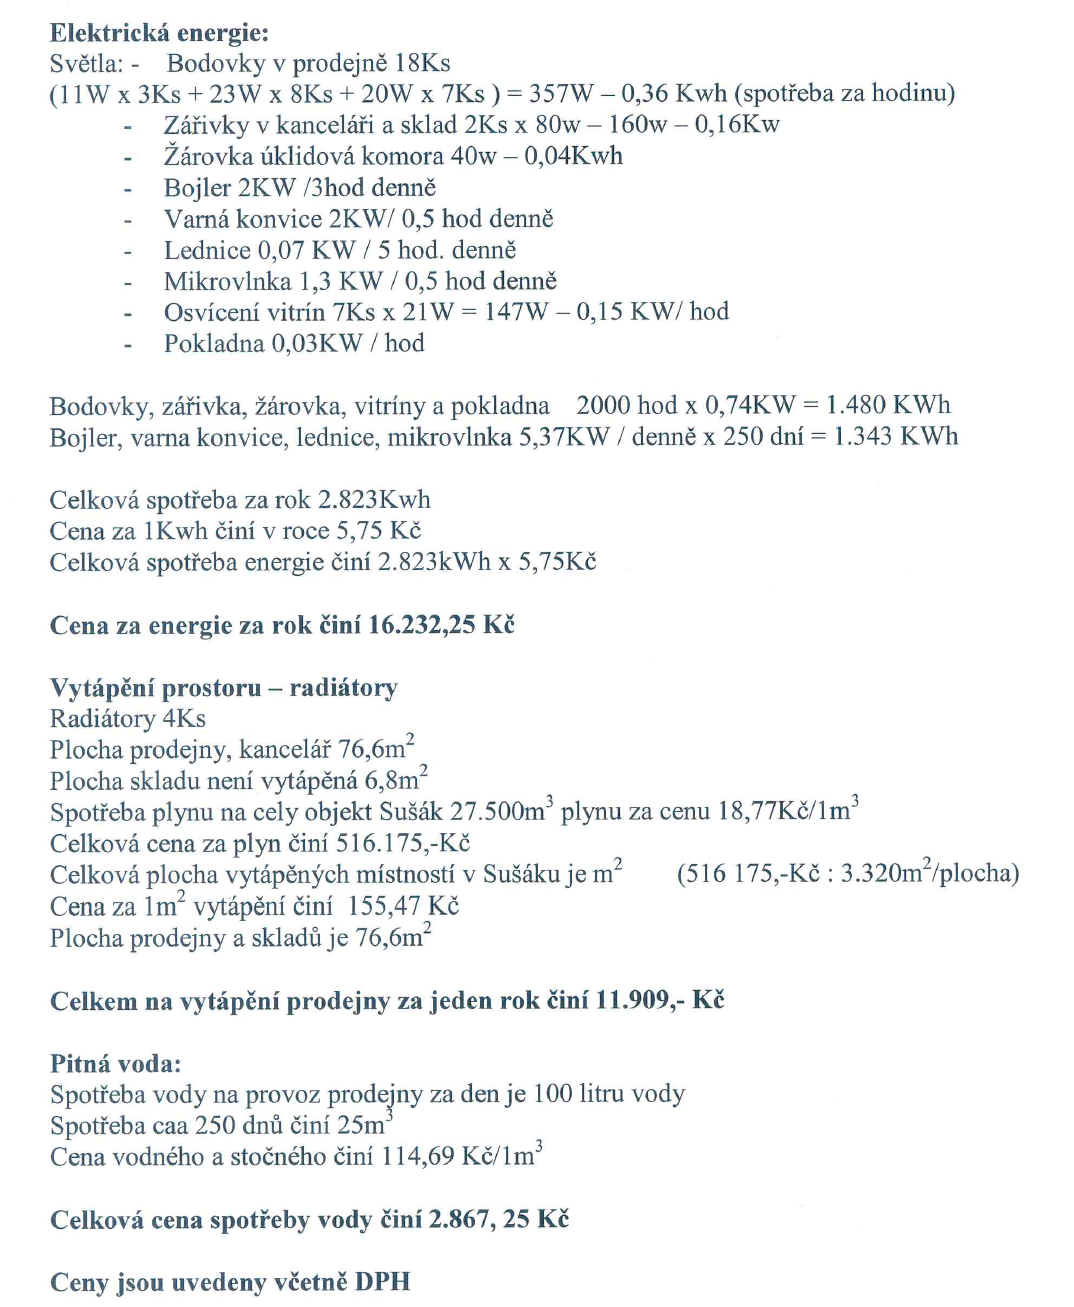 Elektrická energie:
Světla: - Bodovky v prodejně 18Ks
(11W x 3Ks + 23W x 8Ks + 20W x 7Ks ) = 357W – 0,36 Kwh (spotřeba za hodinu)
- Zářivky v kanceláři a sklad 2Ks x 80w – 160w – 0,16Kw
- Žárovka úklidová komora 40w – 0,04Kwh
- Bojler 2KW /3hod denně
- Varná konvice 2KW/ 0,5 hod denně
- Lednice 0,07 KW / 5 hod. denně
- Mikrovlnka 1,3 KW / 0,5 hod denně
- Osvícení vitrín 7Ks x 21W = 147W – 0,15 KW/ hod
- Pokladna 0,03KW / hod
Bodovky, zářivka, žárovka, vitríny a pokladna 2000 hod x 0,74KW = 1.480 KWh
Bojler, varna konvice, lednice, mikrovlnka 5,37KW / denně x 250 dní = 1.343 KWh
Celková spotřeba za rok 2.823Kwh
Cena za 1Kwh činí v roce 5,75 Kč
Celková spotřeba energie činí 2.823kWh x 5,75Kč
Cena za energie za rok činí 16.232,25 Kč
Vytápění prostoru – radiátory
Radiátory 4Ks
Plocha prodejny, kancelář 76,6m²
Plocha skladu není vytápěná 6,8m²
Spotřeba plynu na cely objekt Sušák 27.500m³ plynu za cenu 18,77Kč/1m³
Celková cena za plyn činí 516.175,-Kč
Celková plocha vytápěných místností v Sušáku je m² (516 175,-Kč : 3.320m²/plocha)
Cena za 1m² vytápění činí 155,47 Kč
Plocha prodejny a skladů je 76,6m²
Celkem na vytápění prodejny za jeden rok činí 11.909,- Kč
Pitná voda:
Spotřeba vody na provoz prodejny za den je 100 litru vody
Spotřeba caa 250 dnů činí 25m³
Cena vodného a stočného činí 114,69 Kč/1m³
Celková cena spotřeby vody činí 2.867, 25 Kč
Ceny jsou uvedeny včetně DPH